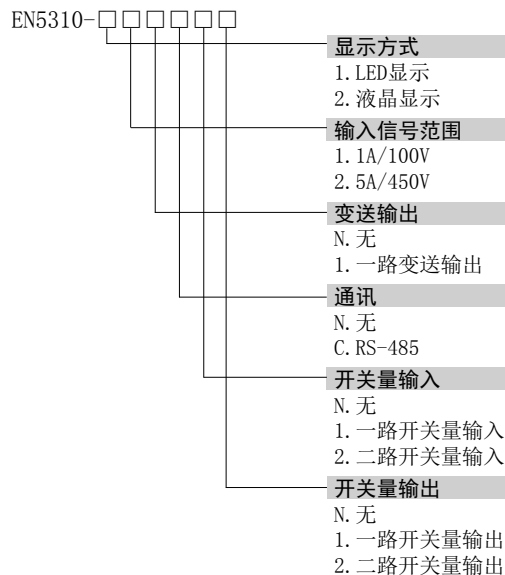 EN5310-□□□□□□
显示方式
1.LED显示
2.液晶显示
输入信号范围
1.1A/100V
2.5A/450V
变送输出
N.无
1.一路变送输出
通讯
N.无
C.RS-485
开关量输入
N.无
1.一路开关量输入
2.二路开关量输入
开关量输出
N.无
1.一路开关量输出
2.二路开关量输出